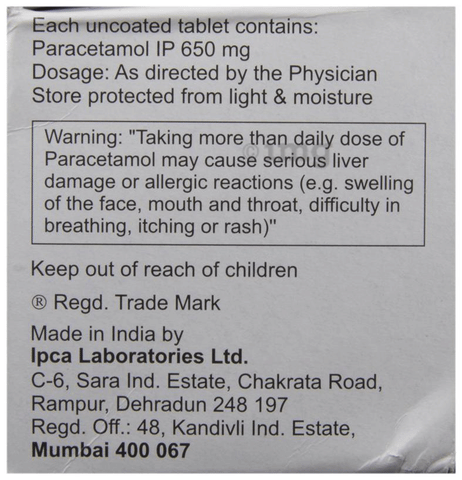 Each uncoated tablet contains:
Paracetamol IP 650 mg
Dosage: As directed by the Physician
Store protected from light & moisture
Warning: "Taking more than daily dose of
Paracetamol may cause serious liver
damage or allergic reactions (e.g. swelling
of the face, mouth and throat, difficulty in
breathing, itching or rash)"
Keep out of reach of children
® Regd. Trade Mark
Made in India by
Ipca Laboratories Ltd.
C-6, Sara Ind. Estate, Chakrata Road,
Rampur, Dehradun 248 197
Regd. Off.: 48, Kandivli Ind. Estate,
Mumbai 400 067